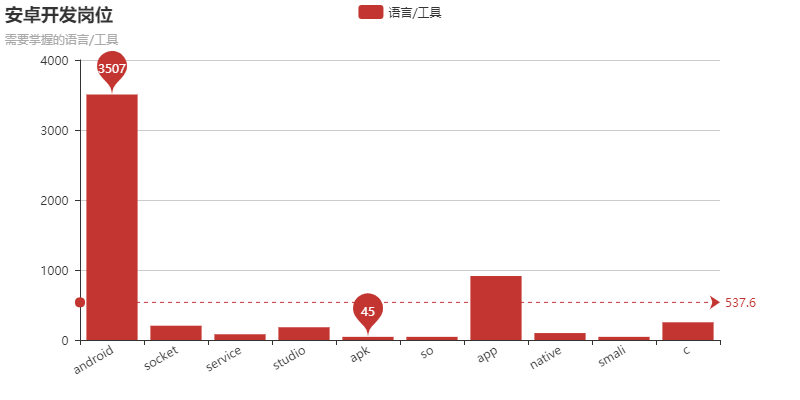 安卓开发岗位
需要掌握的语言/工具
语言/工具
4000
3000
2000
1000
0
3507
45
537.6
android
socket
service
studio
apk
so
app
native
smali
c